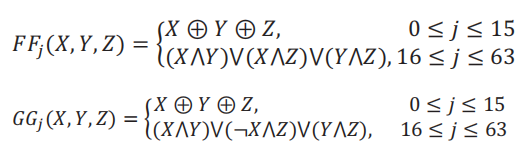 FF_j(X, Y, Z) = { X ⊕ Y ⊕ Z, 0 ≤ j ≤ 15
(X∧Y)∨(X∧Z)∨(Y∧Z), 16 ≤ j ≤ 63
GG_j(X, Y, Z) = { X ⊕ Y ⊕ Z, 0 ≤ j ≤ 15
(X∧Y)∨(¬X∧Z)∨(Y∧Z), 16 ≤ j ≤ 63